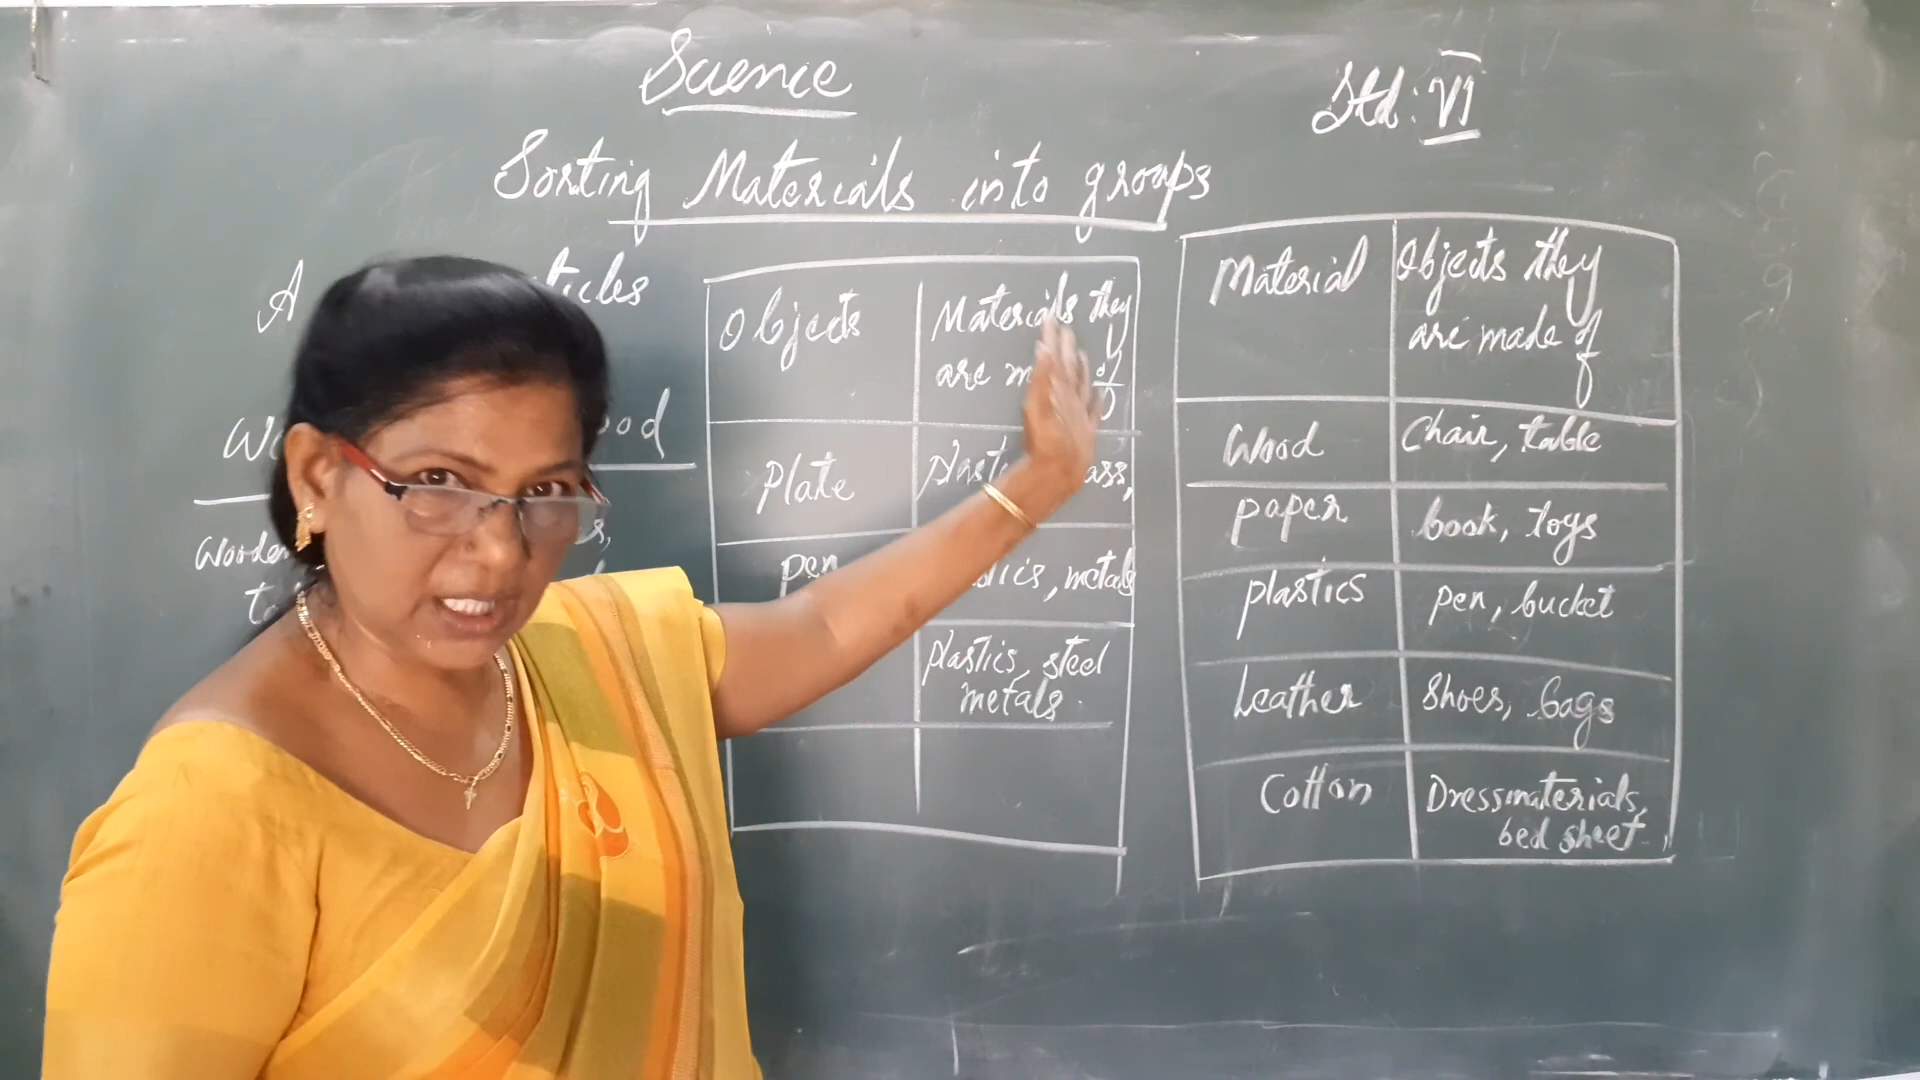 Science
Std: VI
Sorting Materials into groups
Objects
Materials they
are
of
Plate
Pen
metals
plastics, steel
metals.
Material
Objects they
are made of
Wood
Chair, table
paper
book, toys
plastics
pen, bucket
Leather
Shoes, bags
Cotton
Dressmaterials,
bed sheet.